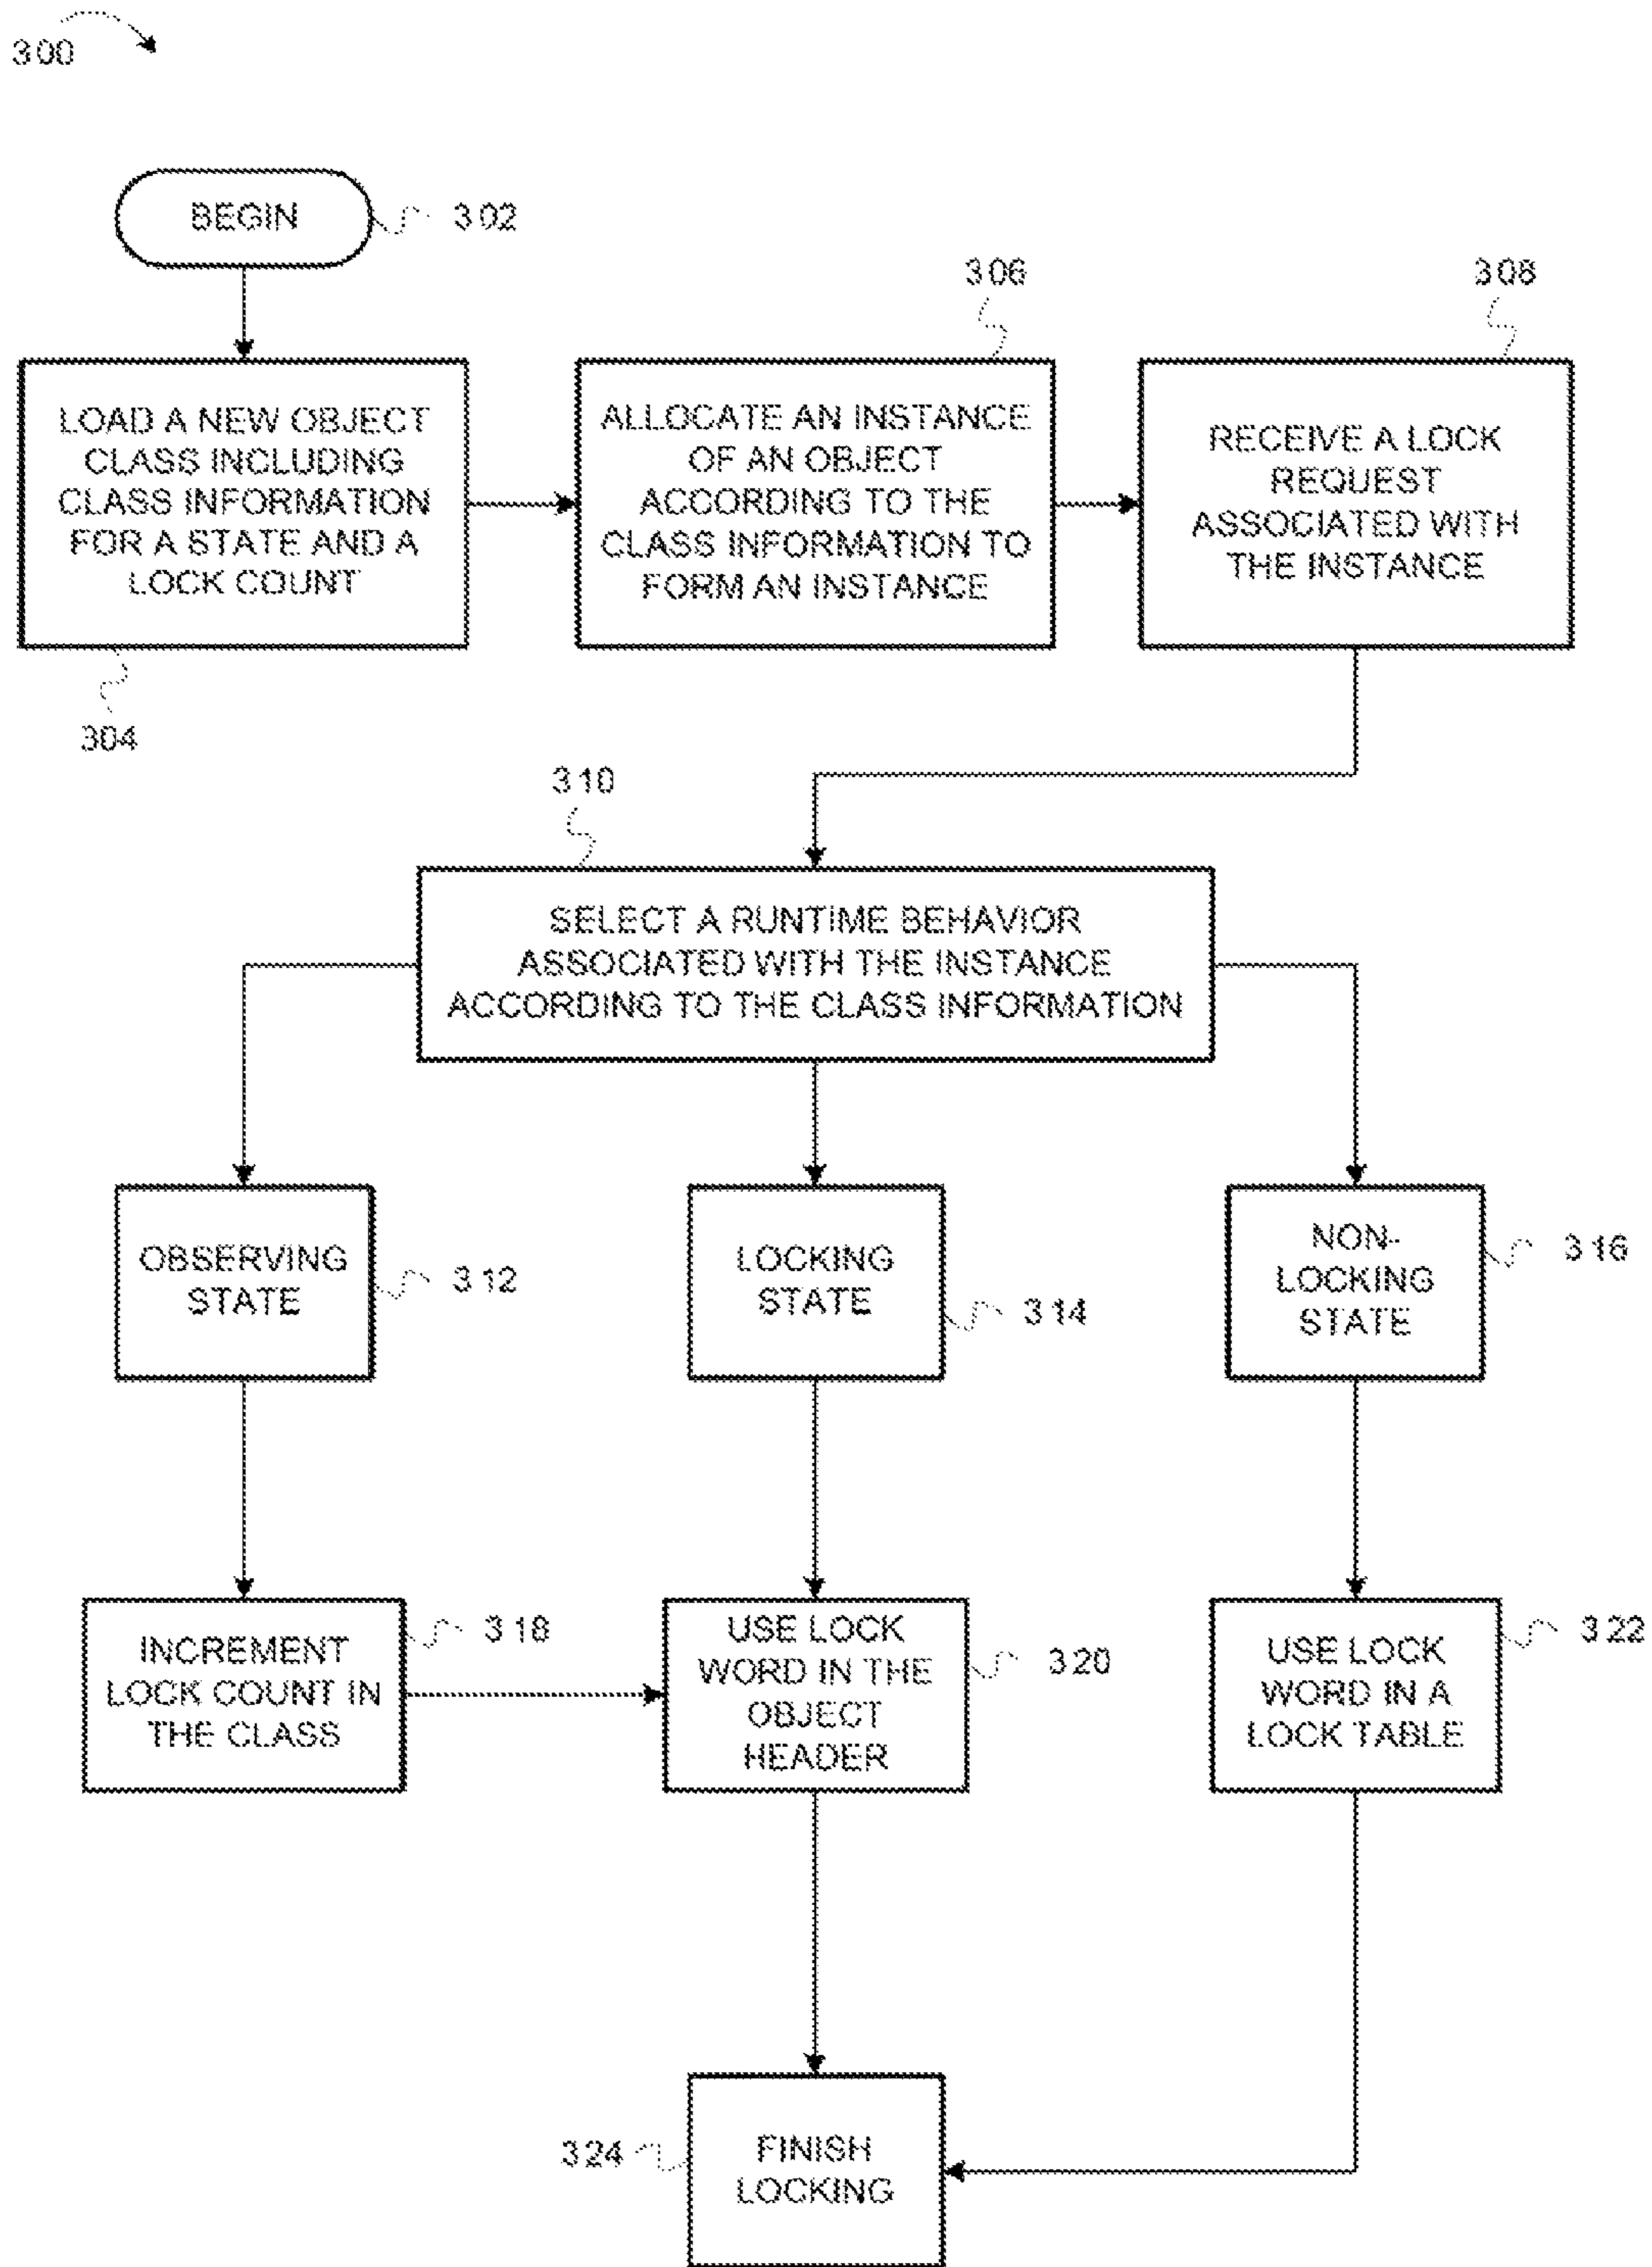 300
BEGIN
302
306
308
LOAD A NEW OBJECT
CLASS INCLUDING
CLASS INFORMATION
FOR A STATE AND A
LOCK COUNT
304
ALLOCATE AN INSTANCE
OF AN OBJECT
ACCORDING TO THE
CLASS INFORMATION TO
FORM AN INSTANCE
RECEIVE A LOCK
REQUEST
ASSOCIATED WITH
THE INSTANCE
310
SELECT A RUNTIME BEHAVIOR
ASSOCIATED WITH THE INSTANCE
ACCORDING TO THE CLASS INFORMATION
OBSERVING
STATE
312
LOCKING
STATE
314
NON-
LOCKING
STATE
316
INCREMENT
LOCK COUNT IN
THE CLASS
318
USE LOCK
WORD IN THE
OBJECT
HEADER
320
USE LOCK
WORD IN A
LOCK TABLE
322
324
FINISH
LOCKING